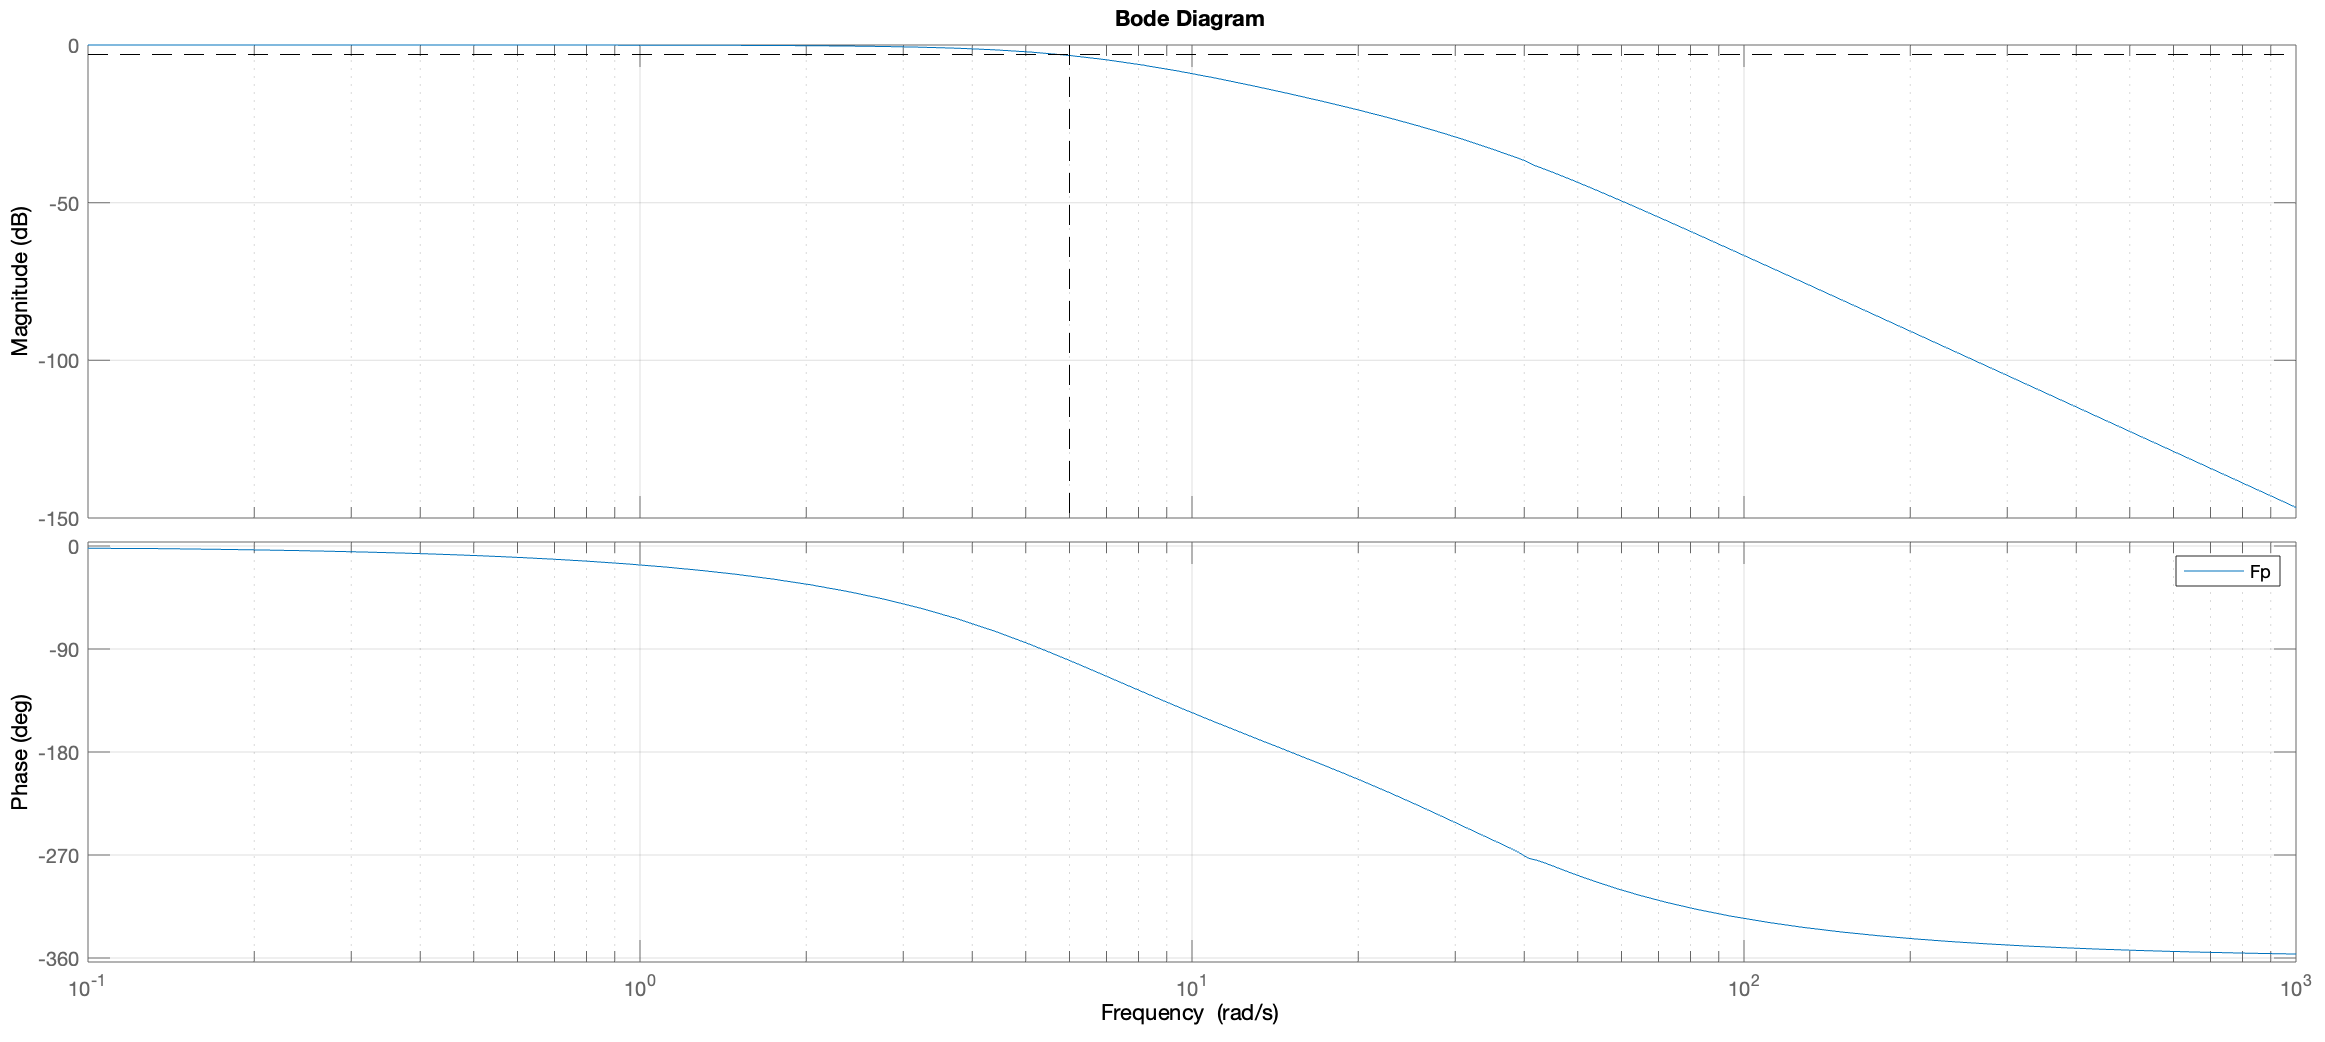 Bode Diagram
Magnitude (dB)
0
-50
-100
-150
Phase (deg)
0
-90
-180
-270
-360
Fp
10^-1
10^0
10^1
10^2
10^3
Frequency (rad/s)